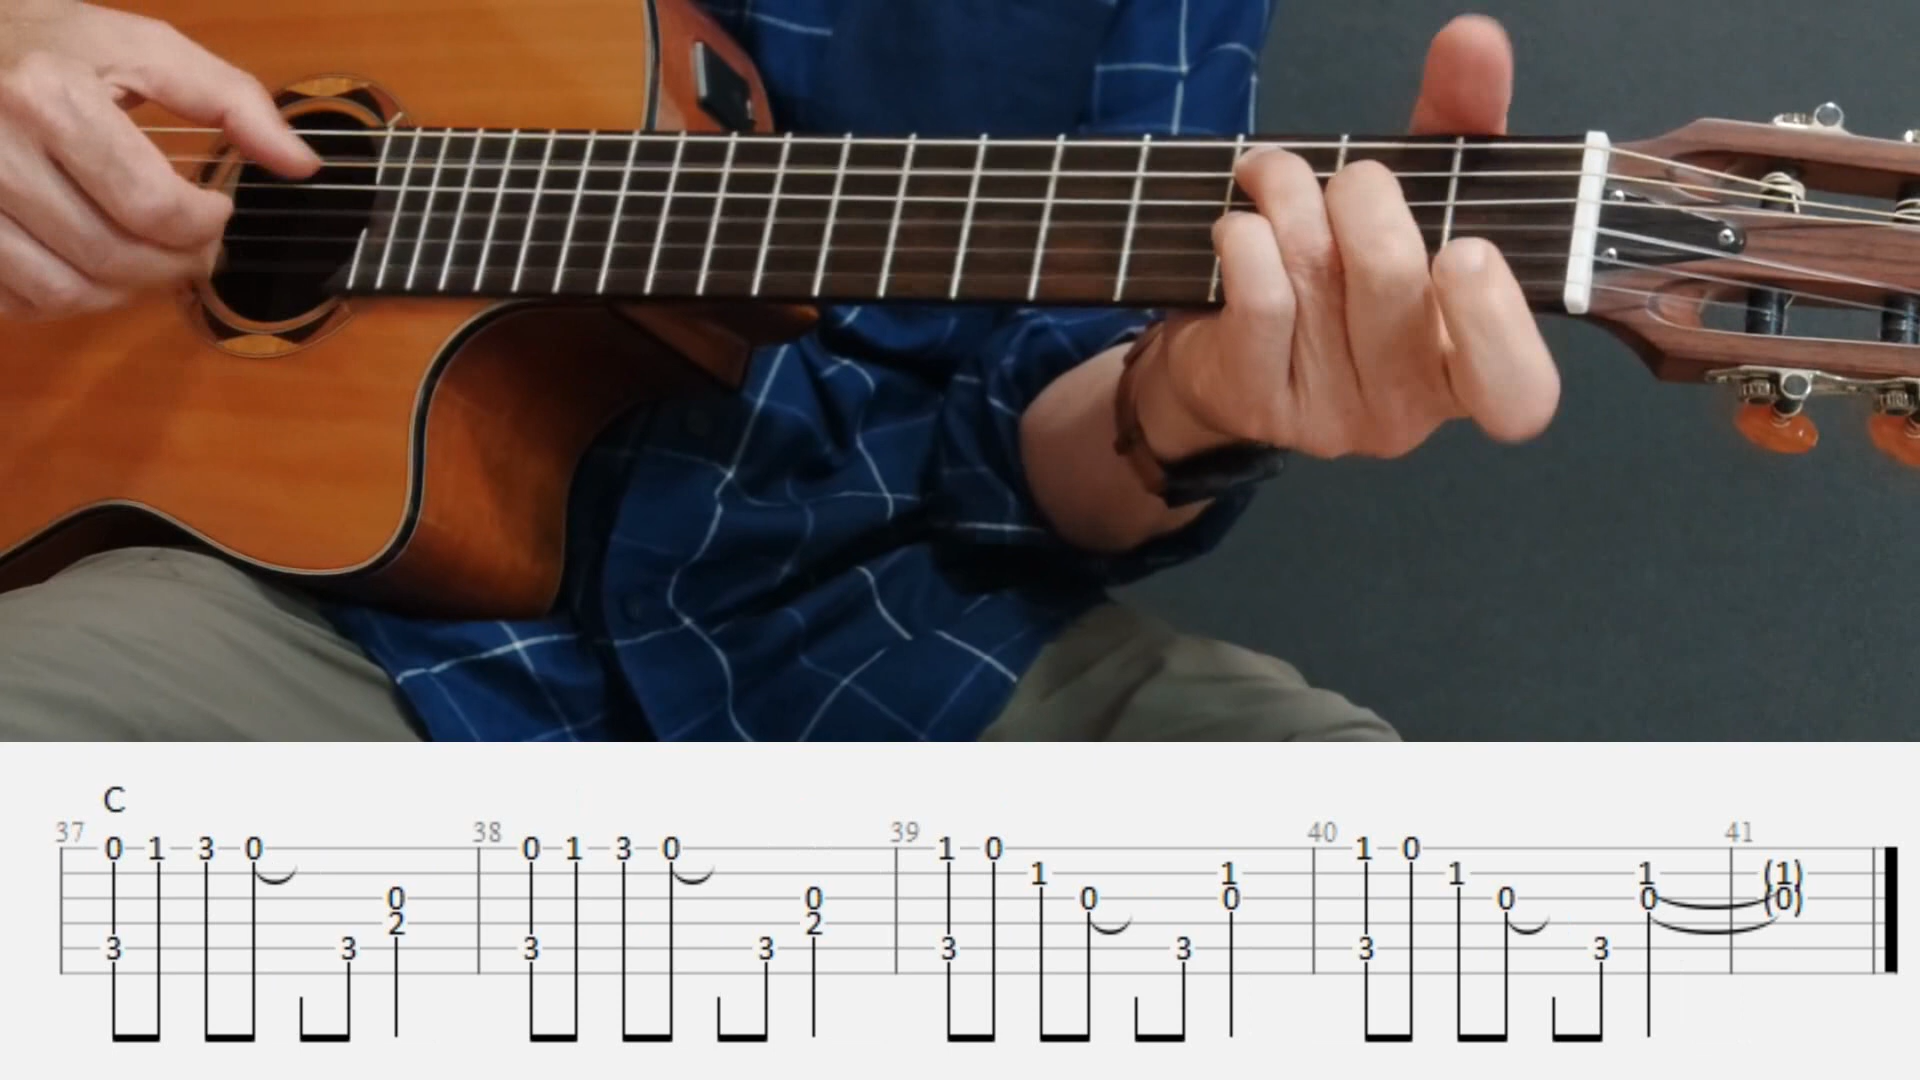 C
37 38 39 40 41
0 1 3 0 0 1 3 0 1 0 1 0
1 1 1 1 (1)
0 0 0 0 0 0 (0)
2 2
3 3 3 3 3 3 3 3